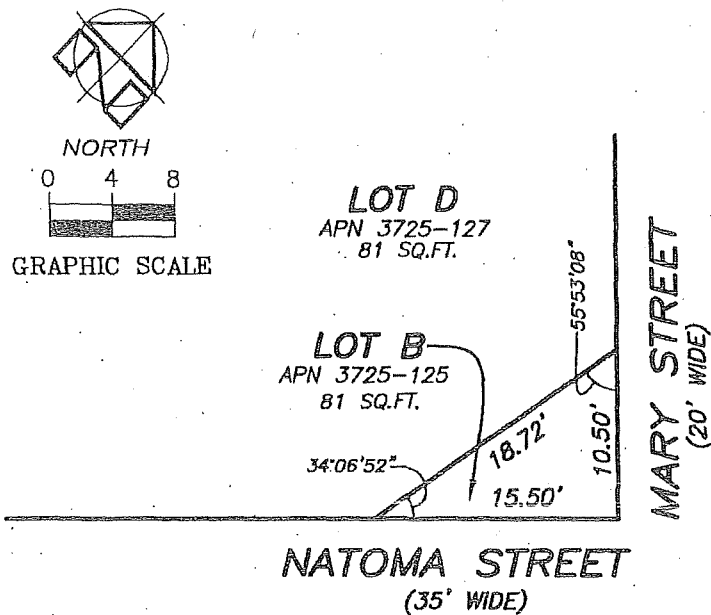 NORTH
0 4 8
GRAPHIC SCALE
LOT D
APN 3725-127
81 SQ.FT.
LOT B
APN 3725-125
81 SQ.FT.
55°53'08"
34°06'52"
18.72'
10.50'
15.50'
MARY STREET
(20' WIDE)
NATOMA STREET
(35' WIDE)